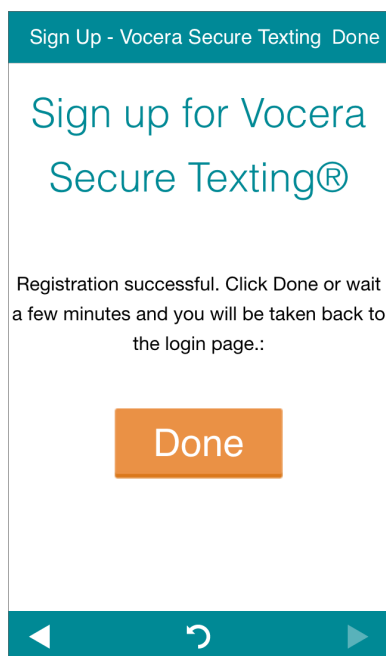 Sign Up - Vocera Secure Texting Done
Sign up for Vocera
Secure Texting®
Registration successful. Click Done or wait
a few minutes and you will be taken back to
the login page.:
Done